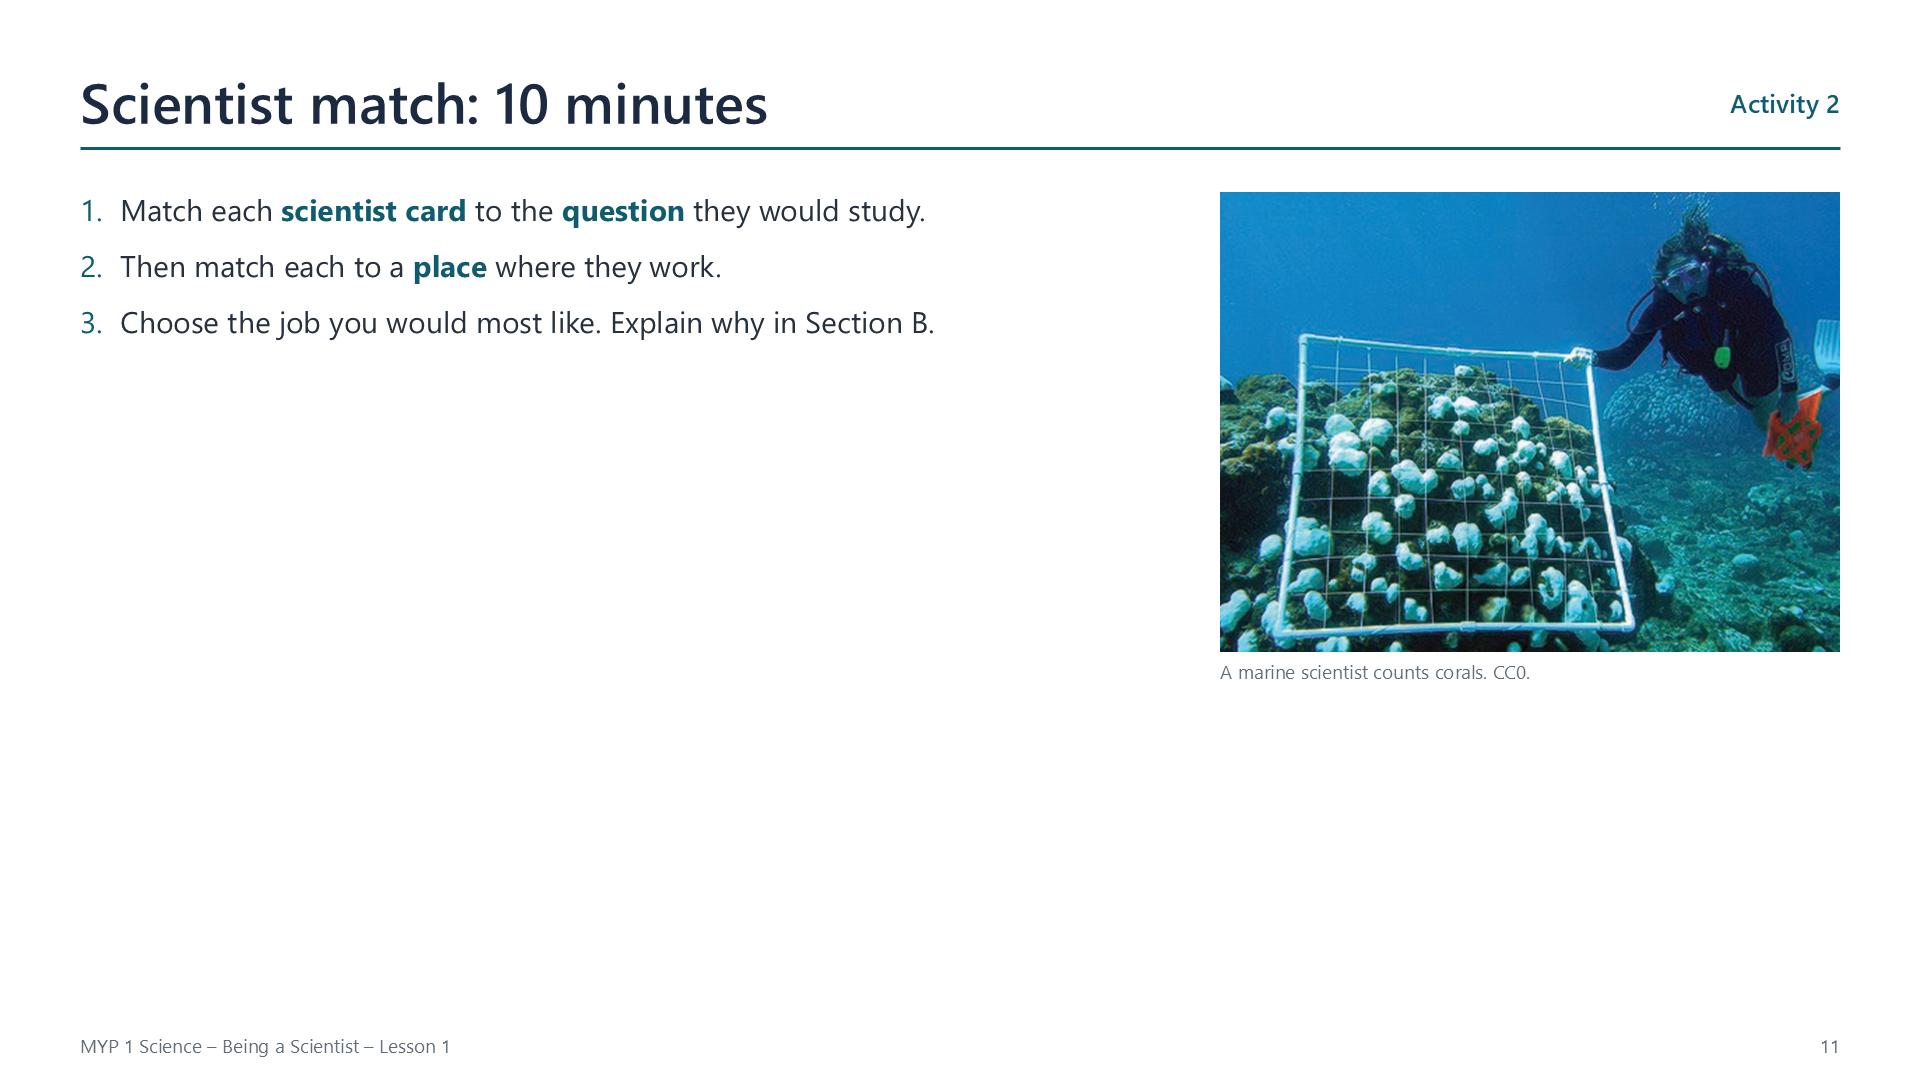 Scientist match: 10 minutes
Activity 2
1. Match each scientist card to the question they would study.
2. Then match each to a place where they work.
3. Choose the job you would most like. Explain why in Section B.
A marine scientist counts corals. CC0.
MYP 1 Science – Being a Scientist – Lesson 1
11